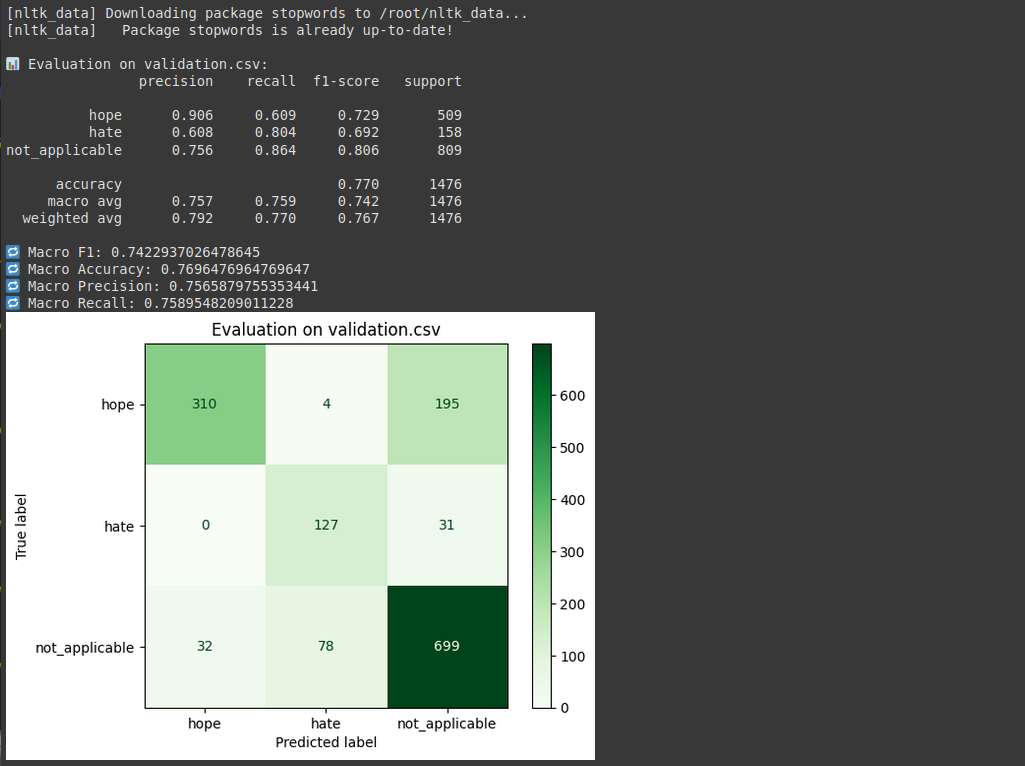 [nltk_data] Downloading package stopwords to /root/nltk_data...
[nltk_data]   Package stopwords is already up-to-date!
📊 Evaluation on validation.csv:
precision recall f1-score support
hope 0.906 0.609 0.729 509
hate 0.608 0.804 0.692 158
not_applicable 0.756 0.864 0.806 809
accuracy 0.770 1476
macro avg 0.757 0.759 0.742 1476
weighted avg 0.792 0.770 0.767 1476
🔁 Macro F1: 0.7422937026478645
🔁 Macro Accuracy: 0.7696476964769647
🔁 Macro Precision: 0.7565879755353441
🔁 Macro Recall: 0.7589548209011228
Evaluation on validation.csv
hope 310 4 195
hate 0 127 31
not_applicable 32 78 699
hope hate not_applicable
Predicted label
True label
600
500
400
300
200
100
0